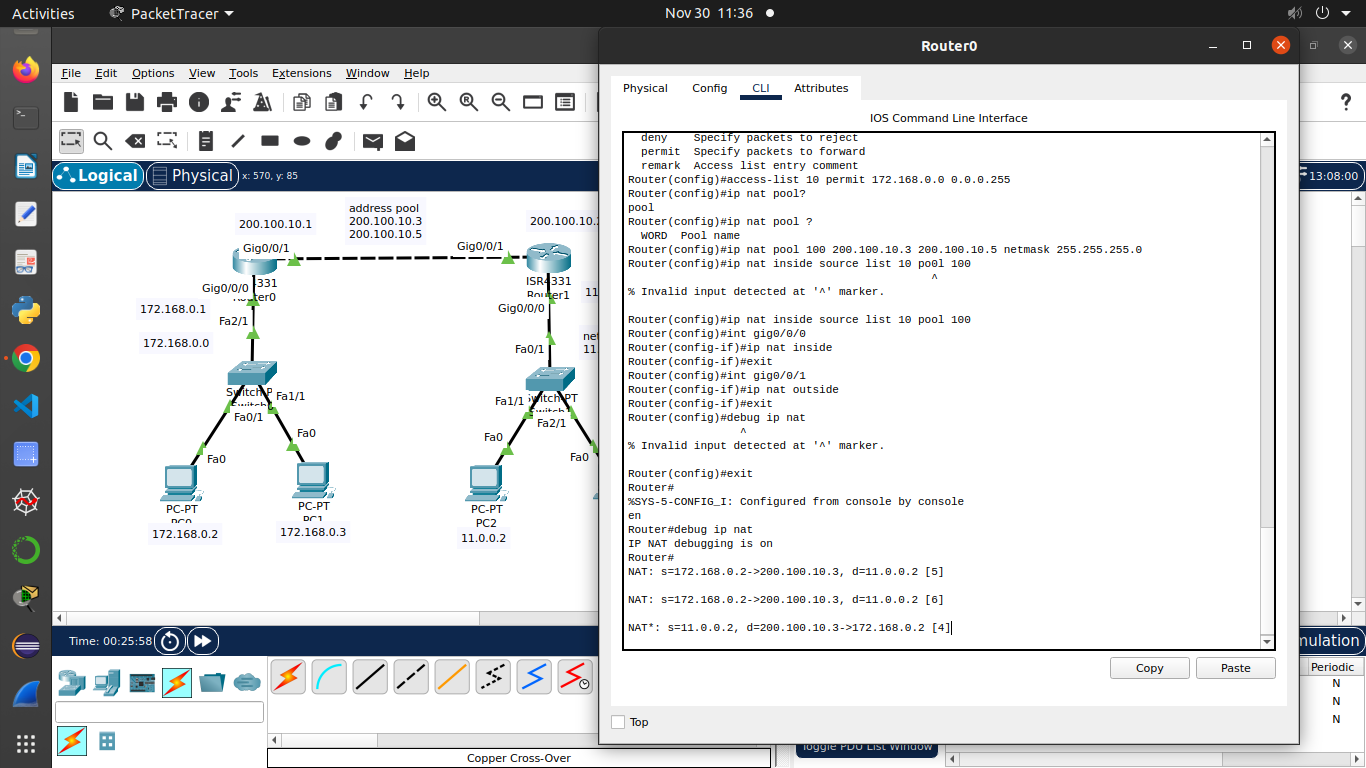 Activities
PacketTracer
Nov 30 11:36
Router0
File Edit Options View Tools Extensions Window Help
Logical
Physical
x: 570, y: 85
13:08:00
address pool
200.100.10.3
200.100.10.5
200.100.10.1
Gig0/0/1
Gig0/0/1
ISR4331
Router1
Gig0/0/0
Gig0/0/0
172.168.0.1
Fa2/1
172.168.0.0
Fa0/1
Fa1/1
Fa0/1
Fa1/1
Fa2/1
Fa0
Fa0
Fa0
Fa0
PC-PT
PC0
172.168.0.2
PC-PT
PC1
172.168.0.3
PC-PT
PC2
11.0.0.2
Time: 00:25:58
Copper Cross-Over
Physical Config CLI Attributes
IOS Command Line Interface
deny Specify packets to reject
permit Specify packets to forward
remark Access list entry comment
Router(config)#access-list 10 permit 172.168.0.0 0.0.0.255
Router(config)#ip nat pool?
pool
Router(config)#ip nat pool ?
WORD Pool name
Router(config)#ip nat pool 100 200.100.10.3 200.100.10.5 netmask 255.255.255.0
Router(config)#ip nat inside source list 10 po0l 100
^
% Invalid input detected at '^' marker.
Router(config)#ip nat inside source list 10 pool 100
Router(config)#int gig0/0/0
Router(config-if)#ip nat inside
Router(config-if)#exit
Router(config)#int gig0/0/1
Router(config-if)#ip nat outside
Router(config-if)#exit
Router(config)#debug ip nat
^
% Invalid input detected at '^' marker.
Router(config)#exit
Router#
%SYS-5-CONFIG_I: Configured from console by console
en
Router#debug ip nat
IP NAT debugging is on
Router#
NAT: s=172.168.0.2->200.100.10.3, d=11.0.0.2 [5]
NAT: s=172.168.0.2->200.100.10.3, d=11.0.0.2 [6]
NAT*: s=11.0.0.2, d=200.100.10.3->172.168.0.2 [4]
Copy
Paste
Top
Periodic
N
N
N
Toggle PDU List Window